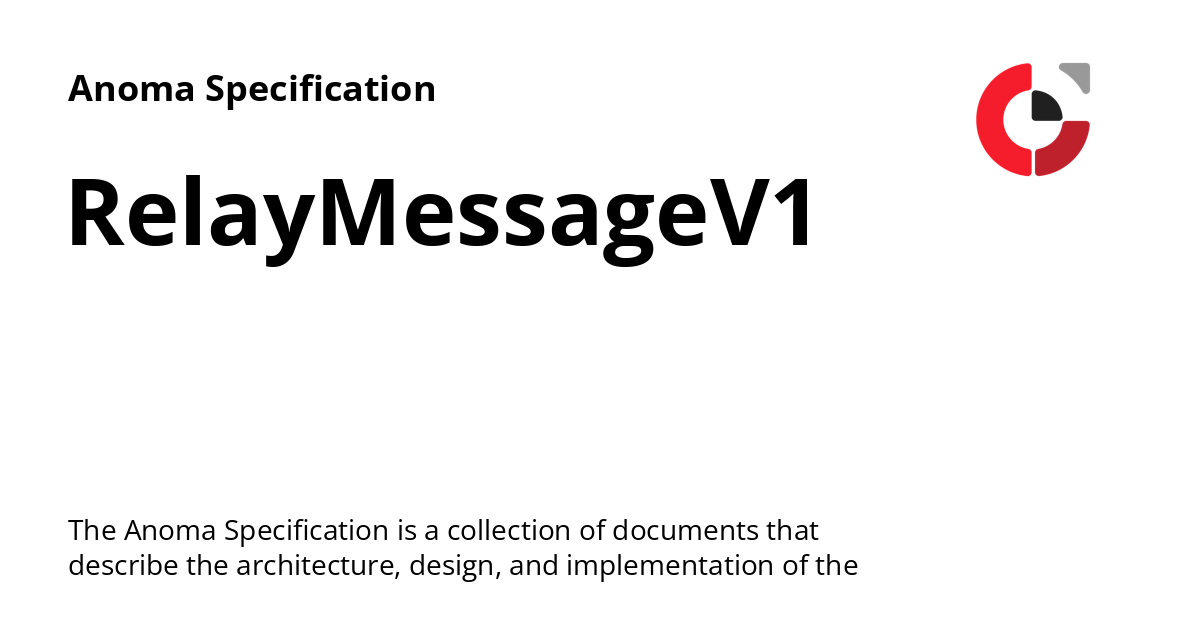 Anoma Specification
RelayMessageV1
The Anoma Specification is a collection of documents that
describe the architecture, design, and implementation of the